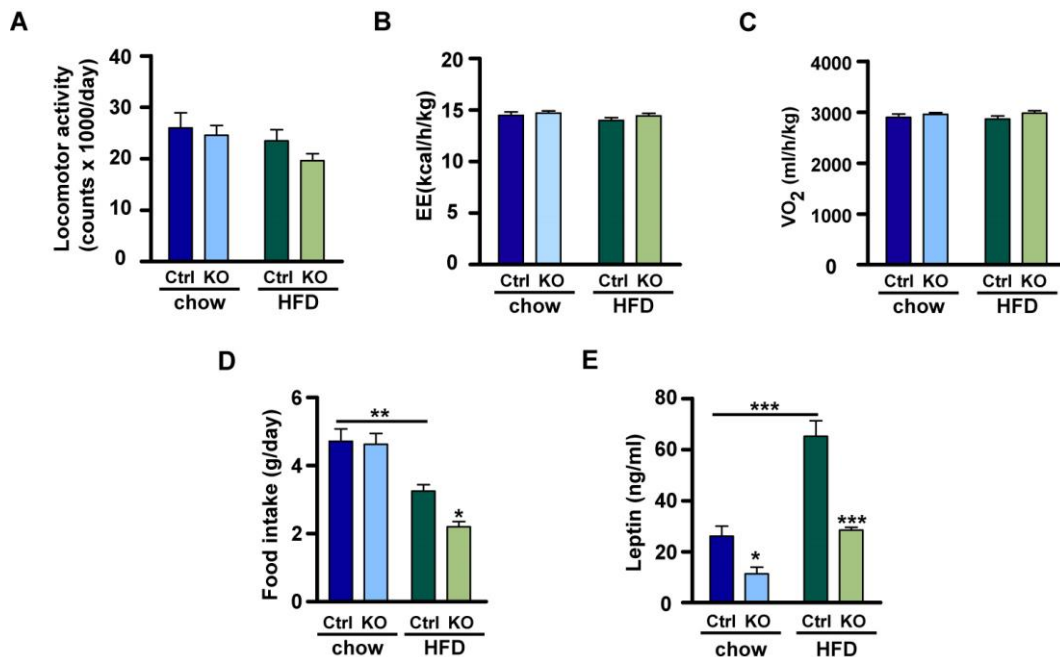 A
Locomotor activity
(counts x 1000/day)
40
30
20
10
0
Ctrl KO Ctrl KO
chow HFD
B
EE(kcal/h/kg)
20
15
10
5
0
Ctrl KO Ctrl KO
chow HFD
C
VO2 (ml/h/kg)
4000
3000
2000
1000
0
Ctrl KO Ctrl KO
chow HFD
D
Food intake (g/day)
6
4
2
0
**
*
Ctrl KO Ctrl KO
chow HFD
E
Leptin (ng/ml)
80
60
40
20
0
***
*
***
Ctrl KO Ctrl KO
chow HFD